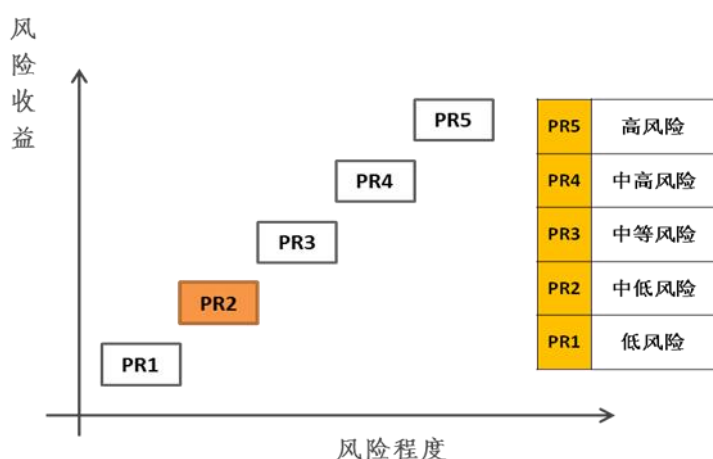 风险收益
PR5
PR4
PR3
PR2
PR1
风险程度
PR5 高风险
PR4 中高风险
PR3 中等风险
PR2 中低风险
PR1 低风险